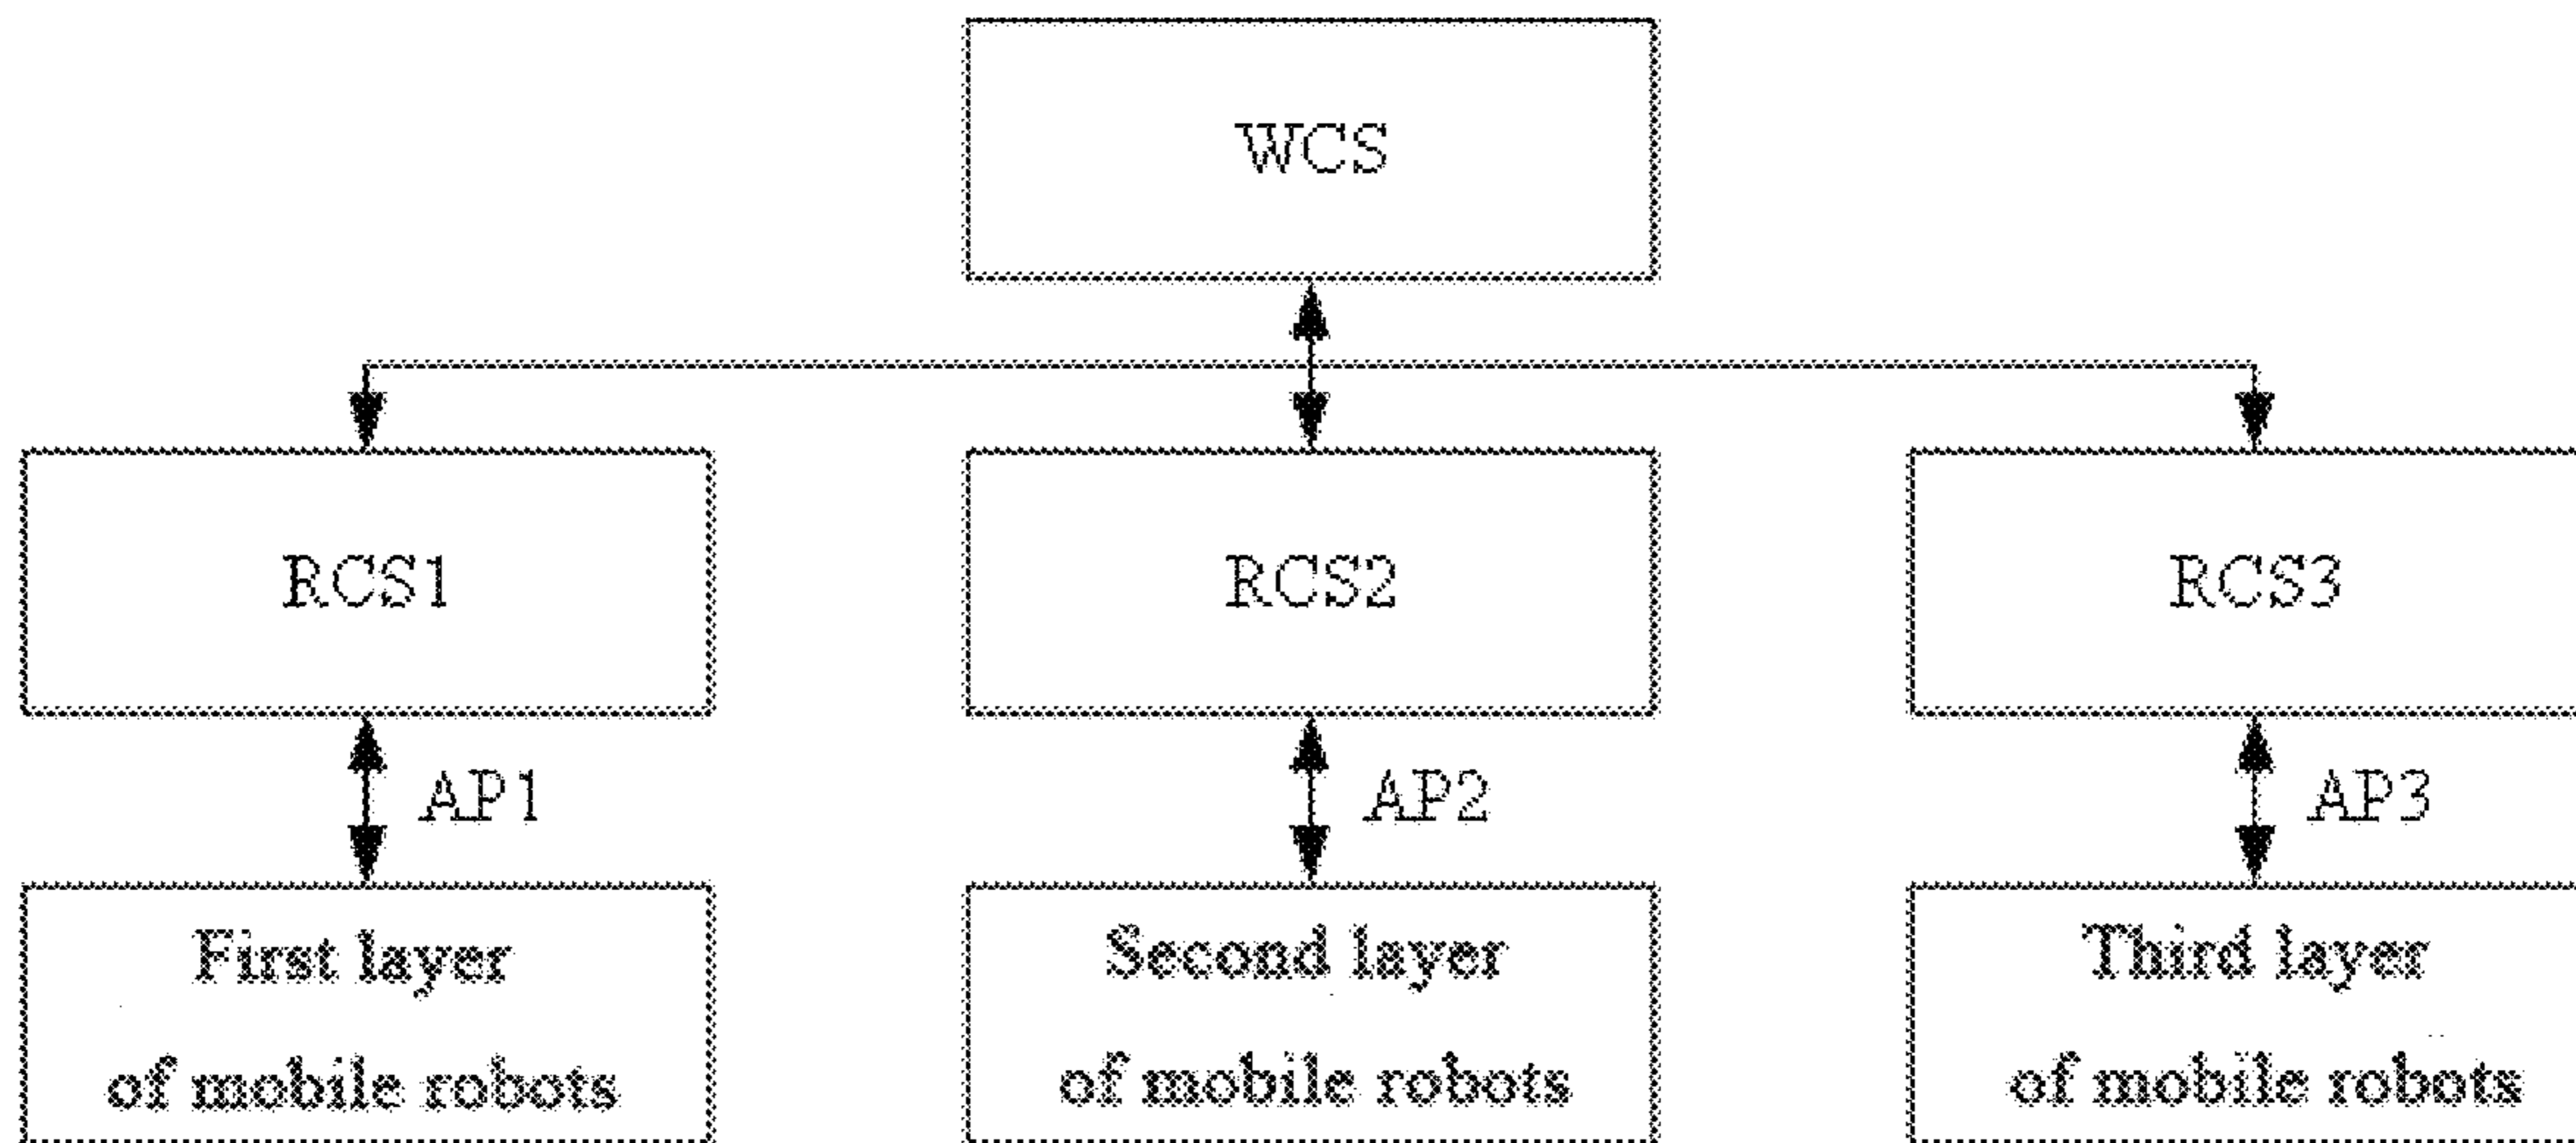 WCS
RCS1
RCS2
RCS3
AP1
AP2
AP3
First layer
of mobile robots
Second layer
of mobile robots
Third layer
of mobile robots